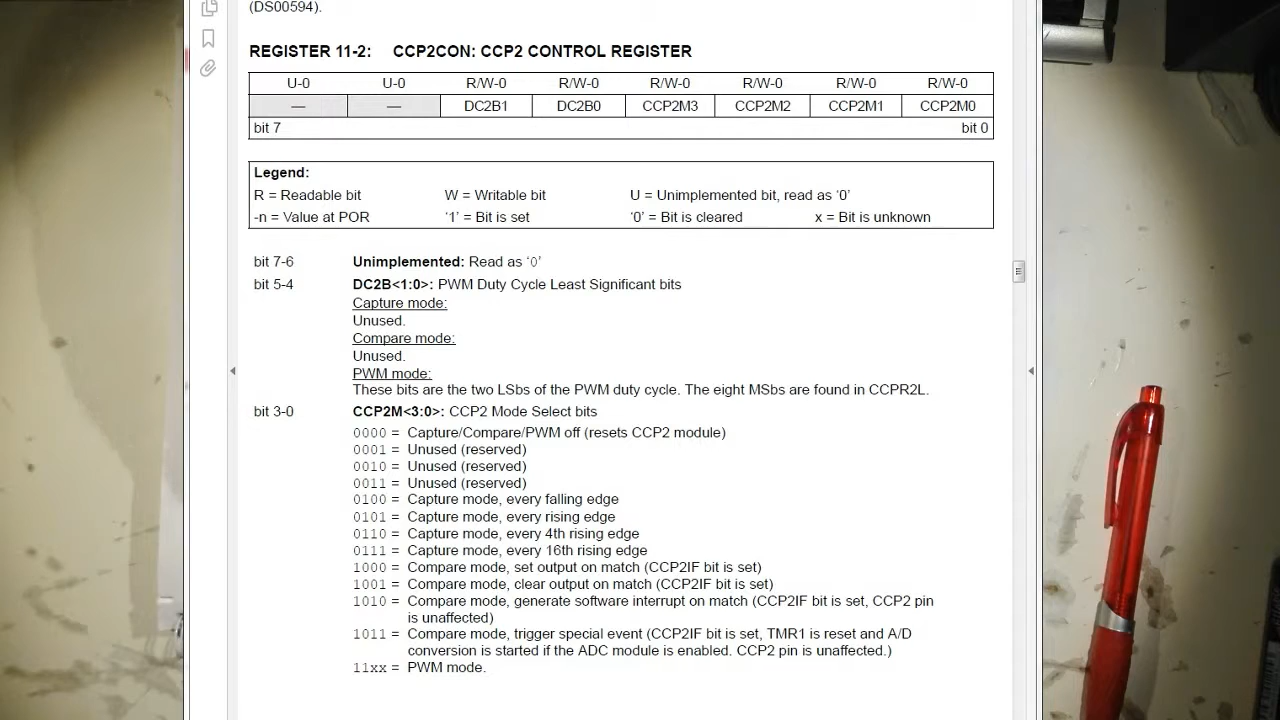 (DS00594).
REGISTER 11-2: CCP2CON: CCP2 CONTROL REGISTER
U-0 U-0 R/W-0 R/W-0 R/W-0 R/W-0 R/W-0 R/W-0
— — DC2B1 DC2B0 CCP2M3 CCP2M2 CCP2M1 CCP2M0
bit 7 bit 0
Legend:
R = Readable bit W = Writable bit U = Unimplemented bit, read as ‘0’
-n = Value at POR ‘1’ = Bit is set ‘0’ = Bit is cleared x = Bit is unknown
bit 7-6 Unimplemented: Read as ‘0’
bit 5-4 DC2B<1:0>: PWM Duty Cycle Least Significant bits
Capture mode:
Unused.
Compare mode:
Unused.
PWM mode:
These bits are the two LSbs of the PWM duty cycle. The eight MSbs are found in CCPR2L.
bit 3-0 CCP2M<3:0>: CCP2 Mode Select bits
0000 = Capture/Compare/PWM off (resets CCP2 module)
0001 = Unused (reserved)
0010 = Unused (reserved)
0011 = Unused (reserved)
0100 = Capture mode, every falling edge
0101 = Capture mode, every rising edge
0110 = Capture mode, every 4th rising edge
0111 = Capture mode, every 16th rising edge
1000 = Compare mode, set output on match (CCP2IF bit is set)
1001 = Compare mode, clear output on match (CCP2IF bit is set)
1010 = Compare mode, generate software interrupt on match (CCP2IF bit is set, CCP2 pin
is unaffected)
1011 = Compare mode, trigger special event (CCP2IF bit is set, TMR1 is reset and A/D
conversion is started if the ADC module is enabled. CCP2 pin is unaffected.)
11xx = PWM mode.